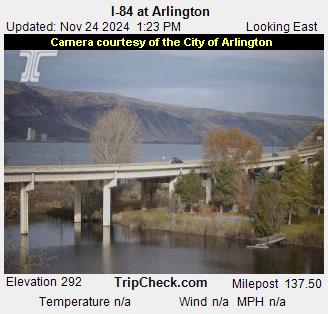 I-84 at Arlington
Updated: Nov 24 2024 1:23 PM Looking East
Camera courtesy of the City of Arlington
Elevation 292 TripCheck.com Milepost 137.50
Temperature n/a Wind n/a MPH n/a